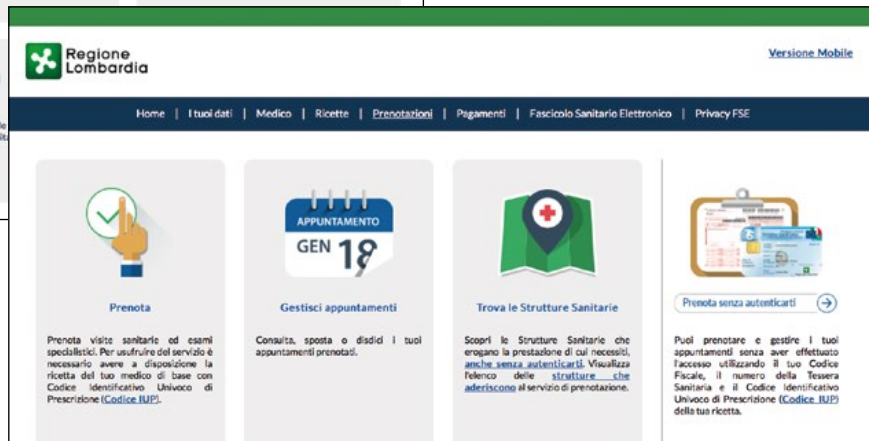 Regione
Lombardia
Versione Mobile
Home | I tuoi dati | Medico | Ricette | Prenotazioni | Pagamenti | Fascicolo Sanitario Elettronico | Privacy FSE
Prenota
Prenota visite sanitarie ed esami
specialistici. Per usufruire del servizio è
necessario avere a disposizione la
ricetta del tuo medico di base con
Codice Identificativo Univoco di
Prescrizione (Codice IUP).
APPUNTAMENTO
GEN 18
Gestisci appuntamenti
Consulta, sposta o disdici i tuoi
appuntamenti prenotati.
Trova le Strutture Sanitarie
Scopri le Strutture Sanitarie che
erogano la prestazione di cui necessiti,
anche senza autenticarti. Visualizza
l'elenco delle strutture che
aderiscono al servizio di prenotazione.
Prenota senza autenticarti
Puoi prenotare e gestire i tuoi
appuntamenti senza aver effettuato
l'accesso utilizzando il tuo Codice
Fiscale, il numero della Tessera
Sanitaria e il Codice Identificativo
Univoco di Prescrizione (Codice IUP)
della tua ricetta.